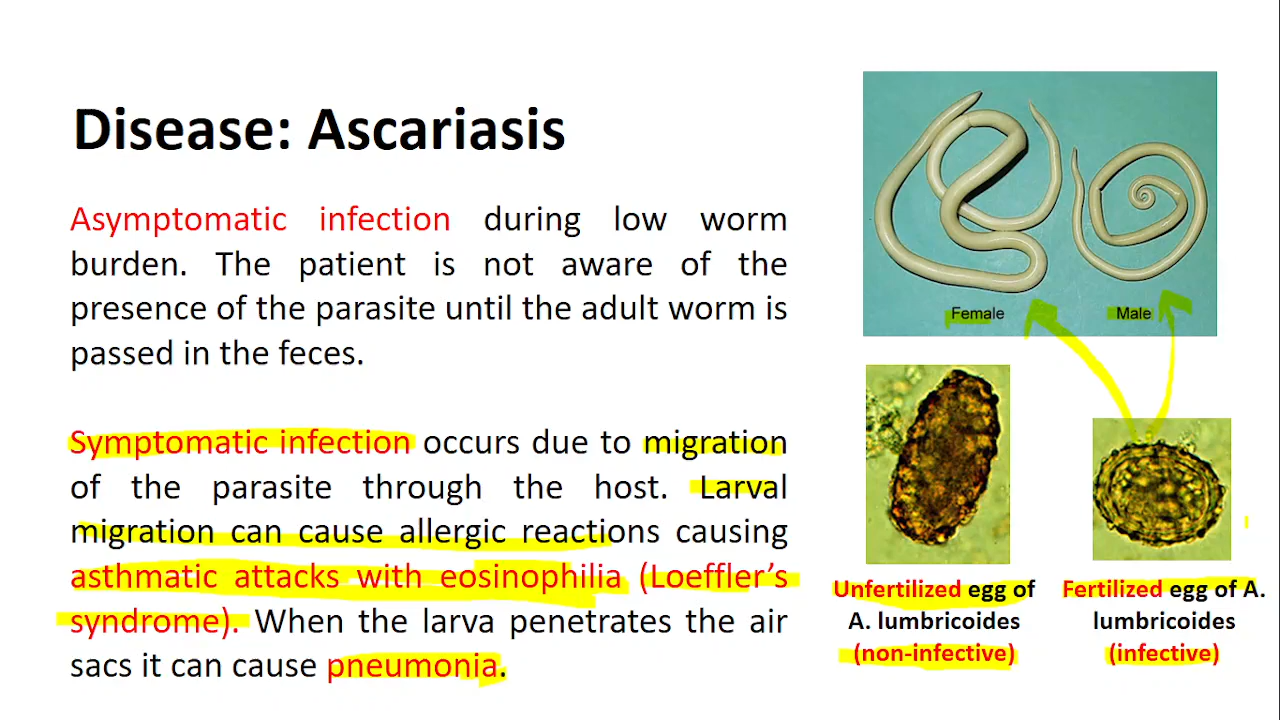 Disease: Ascariasis
Asymptomatic infection during low worm
burden. The patient is not aware of the
presence of the parasite until the adult worm is
passed in the feces.
Symptomatic infection occurs due to migration
of the parasite through the host. Larval
migration can cause allergic reactions causing
asthmatic attacks with eosinophilia (Loeffler’s
syndrome). When the larva penetrates the air
sacs it can cause pneumonia.
Female
Male
Unfertilized egg of
A. lumbricoides
(non-infective)
Fertilized egg of A.
lumbricoides
(infective)